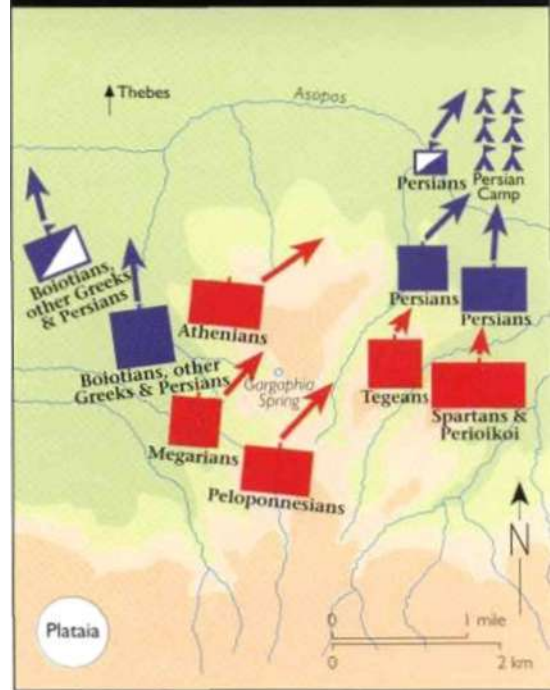 Thebes
Asopos
Persians
Persian
Camp
Boiotians,
other Greeks
& Persians
Persians
Persians
Athenians
Boiotians, other
Greeks & Persians
Gargaphia
Spring
Tegeans
Spartans &
Perioikoi
Megarians
Peloponnesians
N
Plataia
0
1 mile
0
2 km